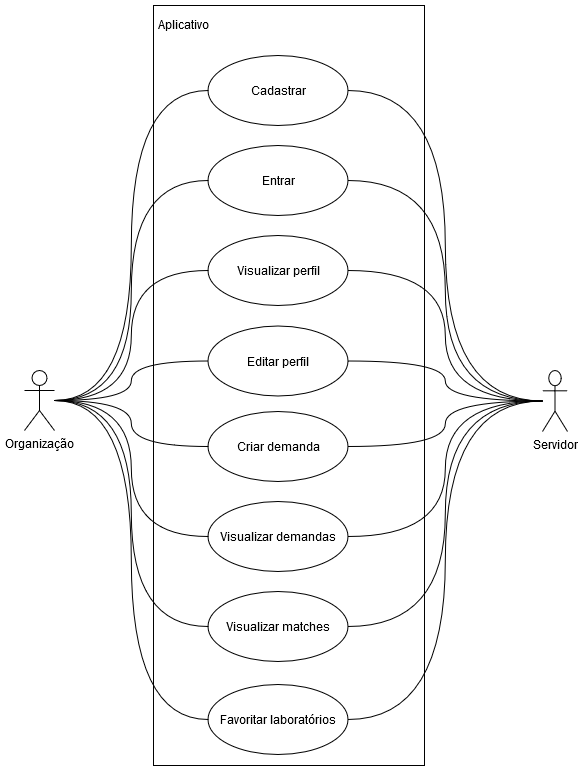 Aplicativo
Cadastrar
Entrar
Visualizar perfil
Editar perfil
Organização
Servidor
Criar demanda
Visualizar demandas
Visualizar matches
Favoritar laboratórios